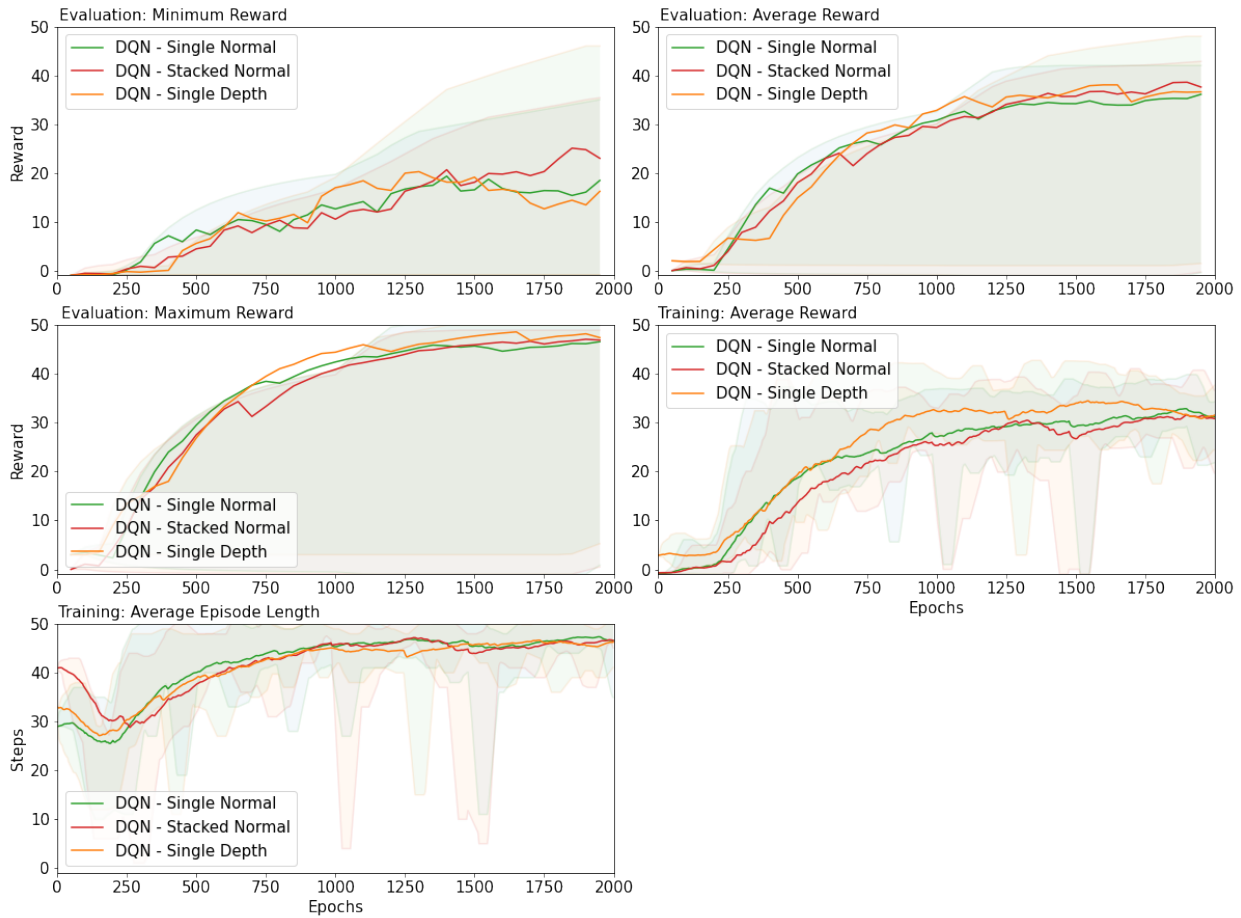 Evaluation: Minimum Reward
50
40
30
20
10
0
Reward
DQN - Single Normal
DQN - Stacked Normal
DQN - Single Depth
0 250 500 750 1000 1250 1500 1750 2000
Evaluation: Average Reward
50
40
30
20
10
0
DQN - Single Normal
DQN - Stacked Normal
DQN - Single Depth
0 250 500 750 1000 1250 1500 1750 2000
Evaluation: Maximum Reward
50
40
30
20
10
0
Reward
DQN - Single Normal
DQN - Stacked Normal
DQN - Single Depth
0 250 500 750 1000 1250 1500 1750 2000
Training: Average Reward
50
40
30
20
10
0
DQN - Single Normal
DQN - Stacked Normal
DQN - Single Depth
0 250 500 750 1000 1250 1500 1750 2000
Epochs
Training: Average Episode Length
50
40
30
20
10
0
Steps
DQN - Single Normal
DQN - Stacked Normal
DQN - Single Depth
0 250 500 750 1000 1250 1500 1750 2000
Epochs